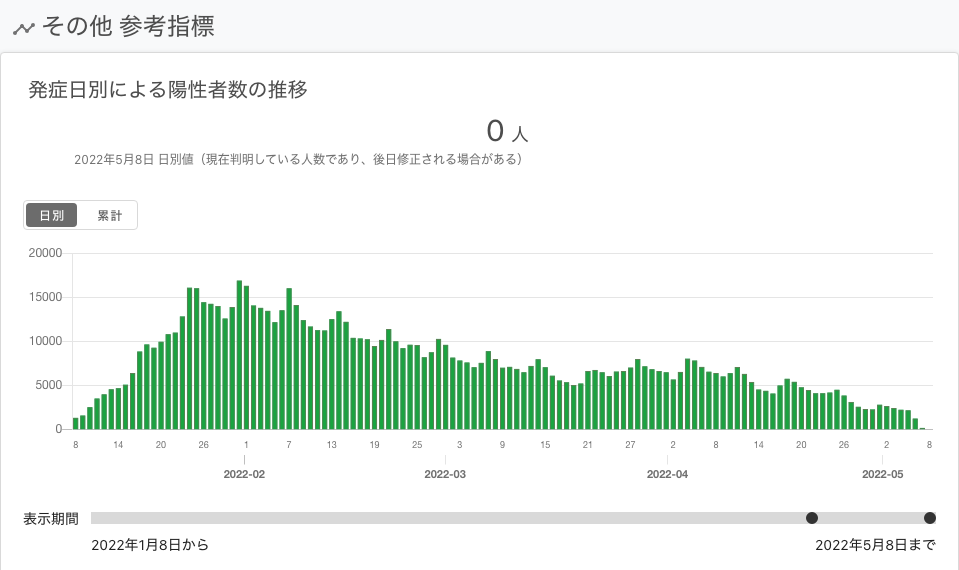 その他 参考指標
発症日別による陽性者数の推移
0 人
2022年5月8日 日別値（現在判明している人数であり、後日修正される場合がある）
日別 累計
20000
15000
10000
5000
0
8 14 20 26 1 7 13 19 25 3 9 15 21 27 2 8 14 20 26 2 8
2022-02 2022-03 2022-04 2022-05
表示期間
2022年1月8日から 2022年5月8日まで